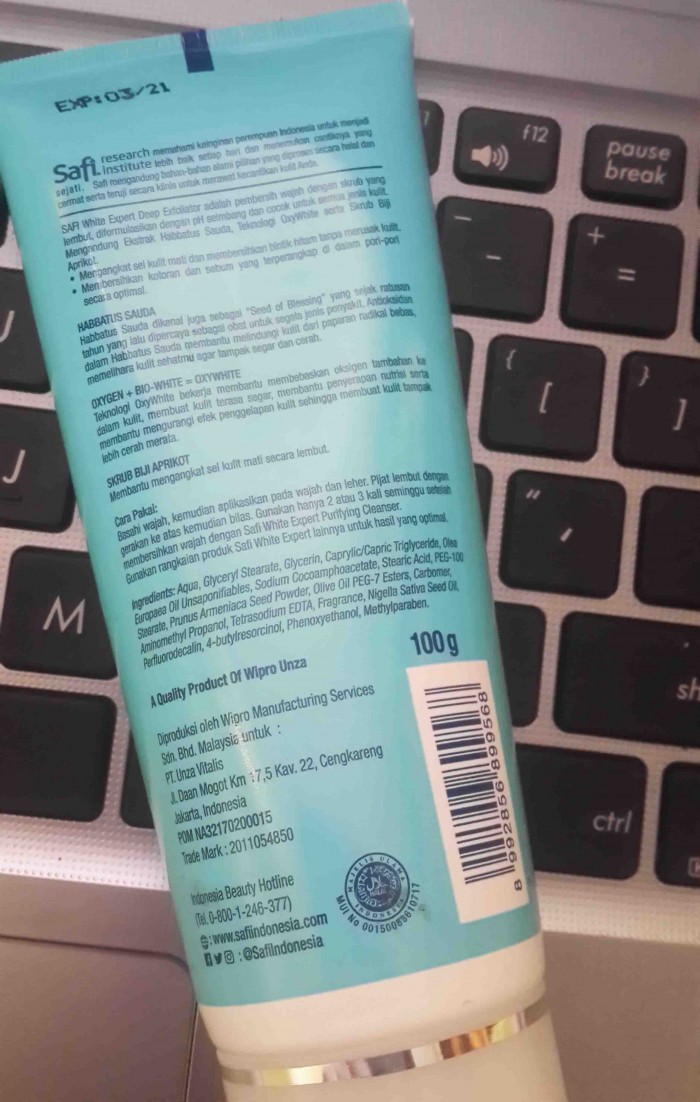 EXP: 03/21
Safi research memahami keinginan perempuan Indonesia untuk menjadi
institute lebih baik setiap hari dan menemukan cantiknya yang
sejati. Safi mengandung bahan-bahan alami pilihan yang diproses secara halal dan
cermat serta teruji secara klinis untuk merawat kecantikan kulit Anda.
SAFI White Expert Deep Exfoliator adalah pembersih wajah dengan skrub yang
lembut, diformulasikan dengan pH seimbang dan cocok untuk semua jenis kulit.
Mengandung Ekstrak Habbatus Sauda, Teknologi OxyWhite serta Skrub Biji
Aprikot.
• Mengangkat sel kulit mati dan membersihkan bintik hitam tanpa merusak kulit.
• Membersihkan kotoran dan sebum yang terperangkap di dalam pori-pori
secara optimal.
HABBATUS SAUDA
Habbatus Sauda dikenal juga sebagai "Seed of Blessing" yang sejak ratusan
tahun yang lalu dipercaya sebagai obat untuk segala jenis penyakit. Antioksidan
dalam Habbatus Sauda membantu melindungi kulit dari paparan radikal bebas,
memelihara kulit sehatmu agar tampak segar dan cerah.
OXYGEN + BIO-WHITE = OXYWHITE
Teknologi OxyWhite bekerja membantu membebaskan oksigen tambahan ke
dalam kulit, membuat kulit terasa segar, membantu penyerapan nutrisi serta
membantu mengurangi efek penggelapan kulit sehingga membuat kulit tampak
lebih cerah merata.
SKRUB BIJI APRIKOT
Membantu mengangkat sel kulit mati secara lembut.
Cara Pakai:
Basahi wajah, kemudian aplikasikan pada wajah dan leher. Pijat lembut dengan
gerakan ke atas kemudian bilas. Gunakan hanya 2 atau 3 kali seminggu setelah
membersihkan wajah dengan Safi White Expert Purifying Cleanser.
Gunakan rangkaian produk Safi White Expert lainnya untuk hasil yang optimal.
Ingredients: Aqua, Glyceryl Stearate, Glycerin, Caprylic/Capric Triglyceride, Olea
Europaea Oil Unsaponifiables, Sodium Cocoamphoacetate, Stearic Acid, PEG-100
Stearate, Prunus Armeniaca Seed Powder, Olive Oil PEG-7 Esters, Carbomer,
Aminomethyl Propanol, Tetrasodium EDTA, Fragrance, Nigella Sativa Seed Oil,
Perfluorodecalin, 4-butylresorcinol, Phenoxyethanol, Methylparaben.
100 g
A Quality Product Of Wipro Unza
Diproduksi oleh Wipro Manufacturing Services
Sdn. Bhd. Malaysia untuk :
PT. Unza Vitalis
Jl. Daan Mogot Km 17,5 Kav. 22, Cengkareng
Jakarta, Indonesia
POM NA32170200015
Trade Mark : 2011054850
Indonesia Beauty Hotline
(Tel. 0-800-1-246-377)
: www.safiindonesia.com
: @SafiIndonesia
MAJELIS ULAMA
INDONESIA
MUI No 00150086610717
8 992856 899568
f12
pause
break
–
-
+
=
{
[
}
]
J
"
,
M
sh
ctrl